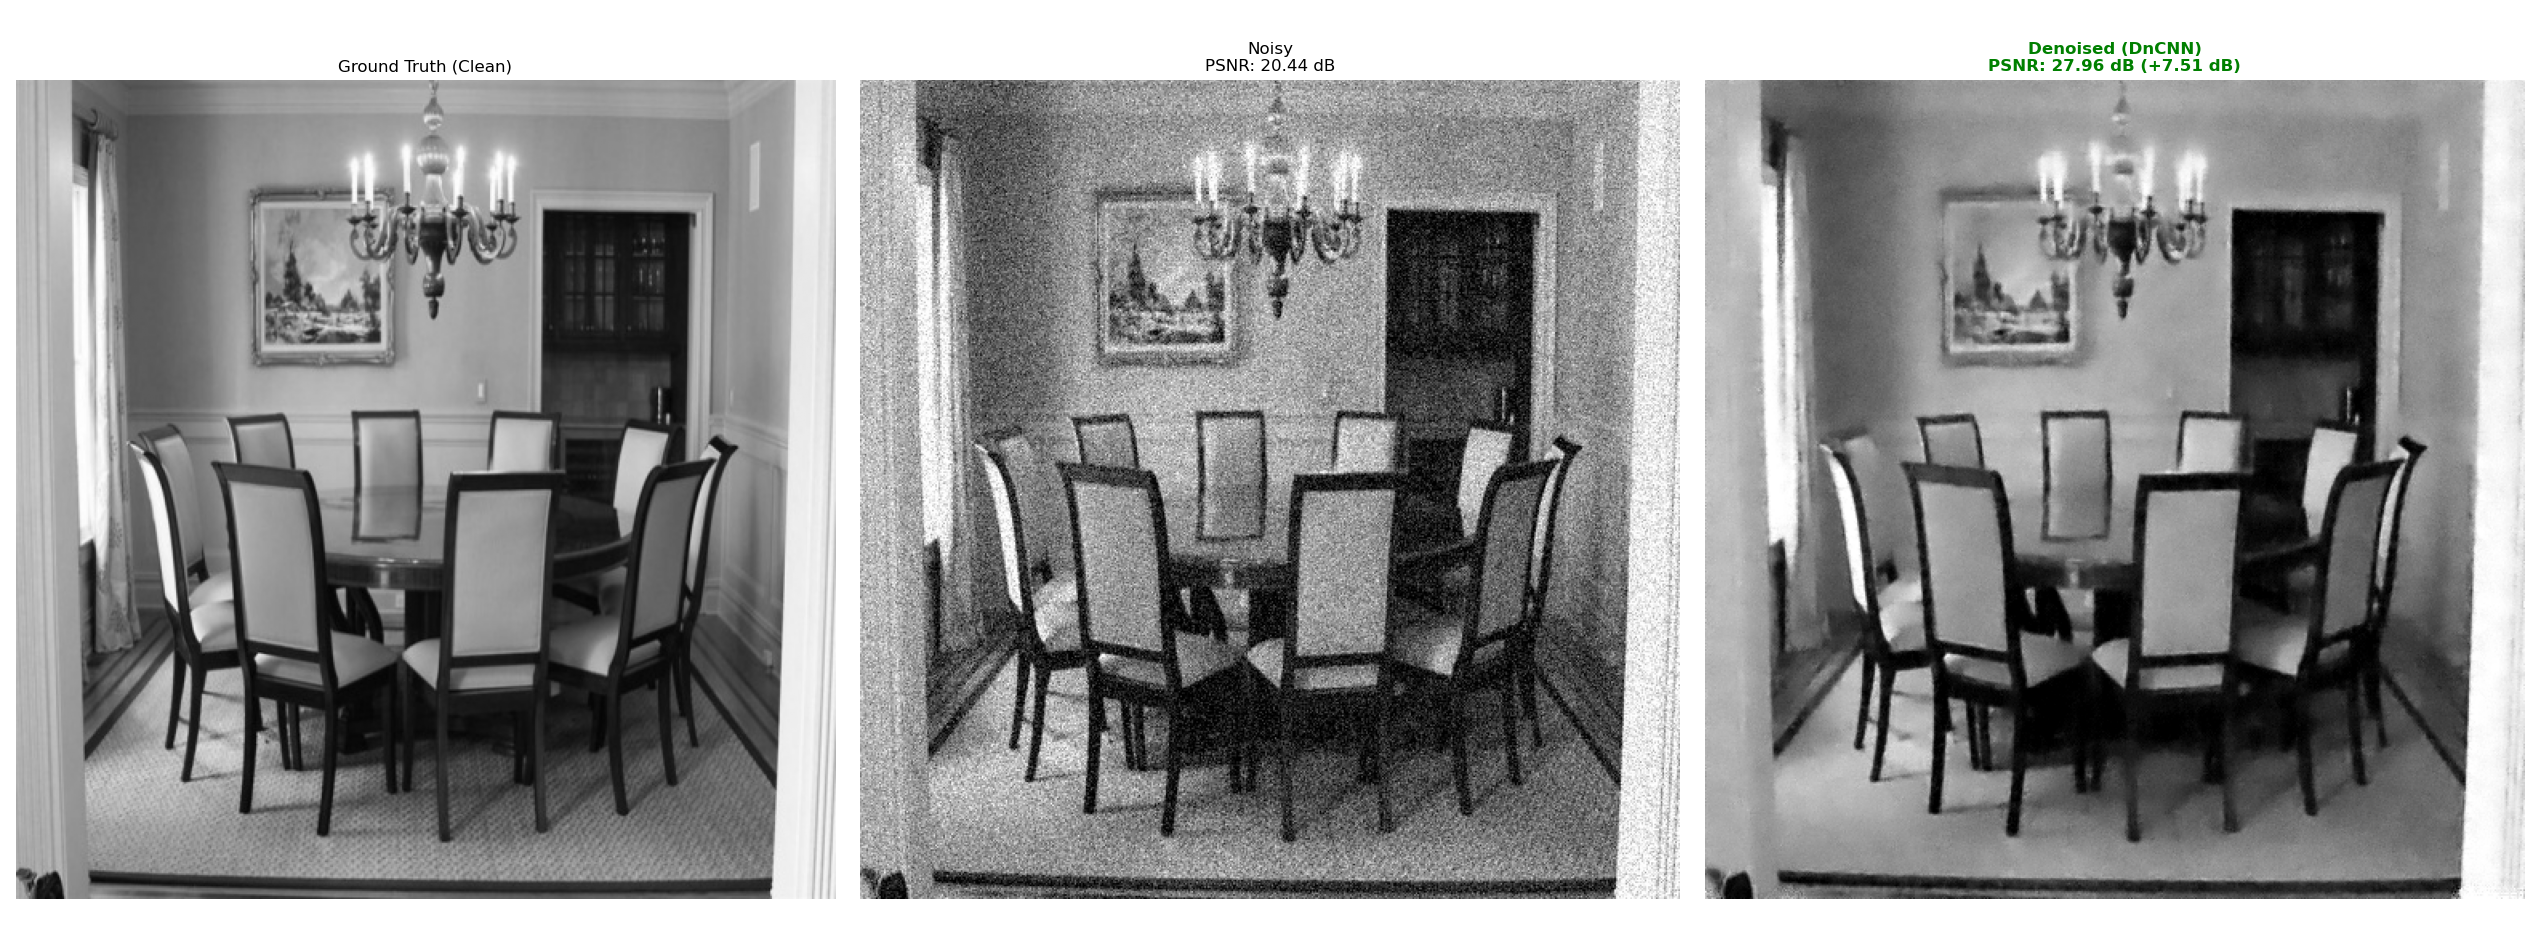 Ground Truth (Clean)
Noisy
PSNR: 20.44 dB
Denoised (DnCNN)
PSNR: 27.96 dB (+7.51 dB)